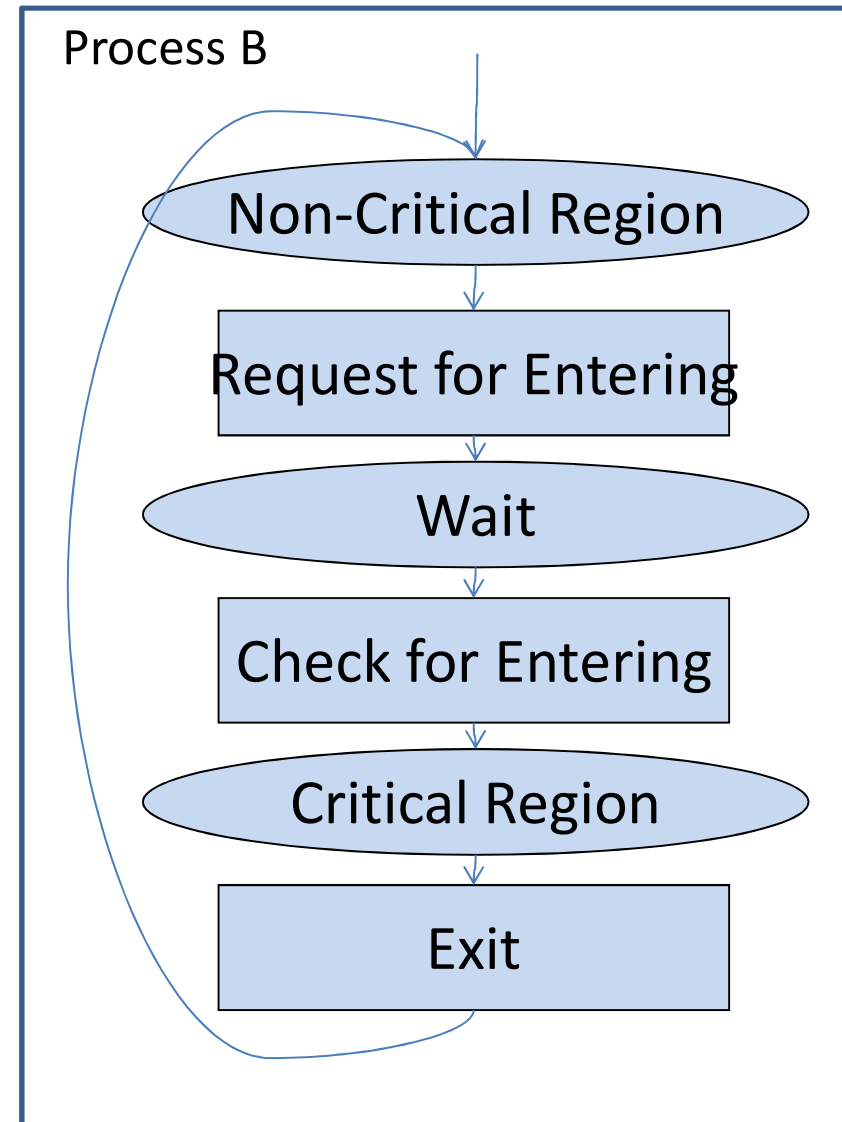 Process B
Non-Critical Region
Request for Entering
Wait
Check for Entering
Critical Region
Exit